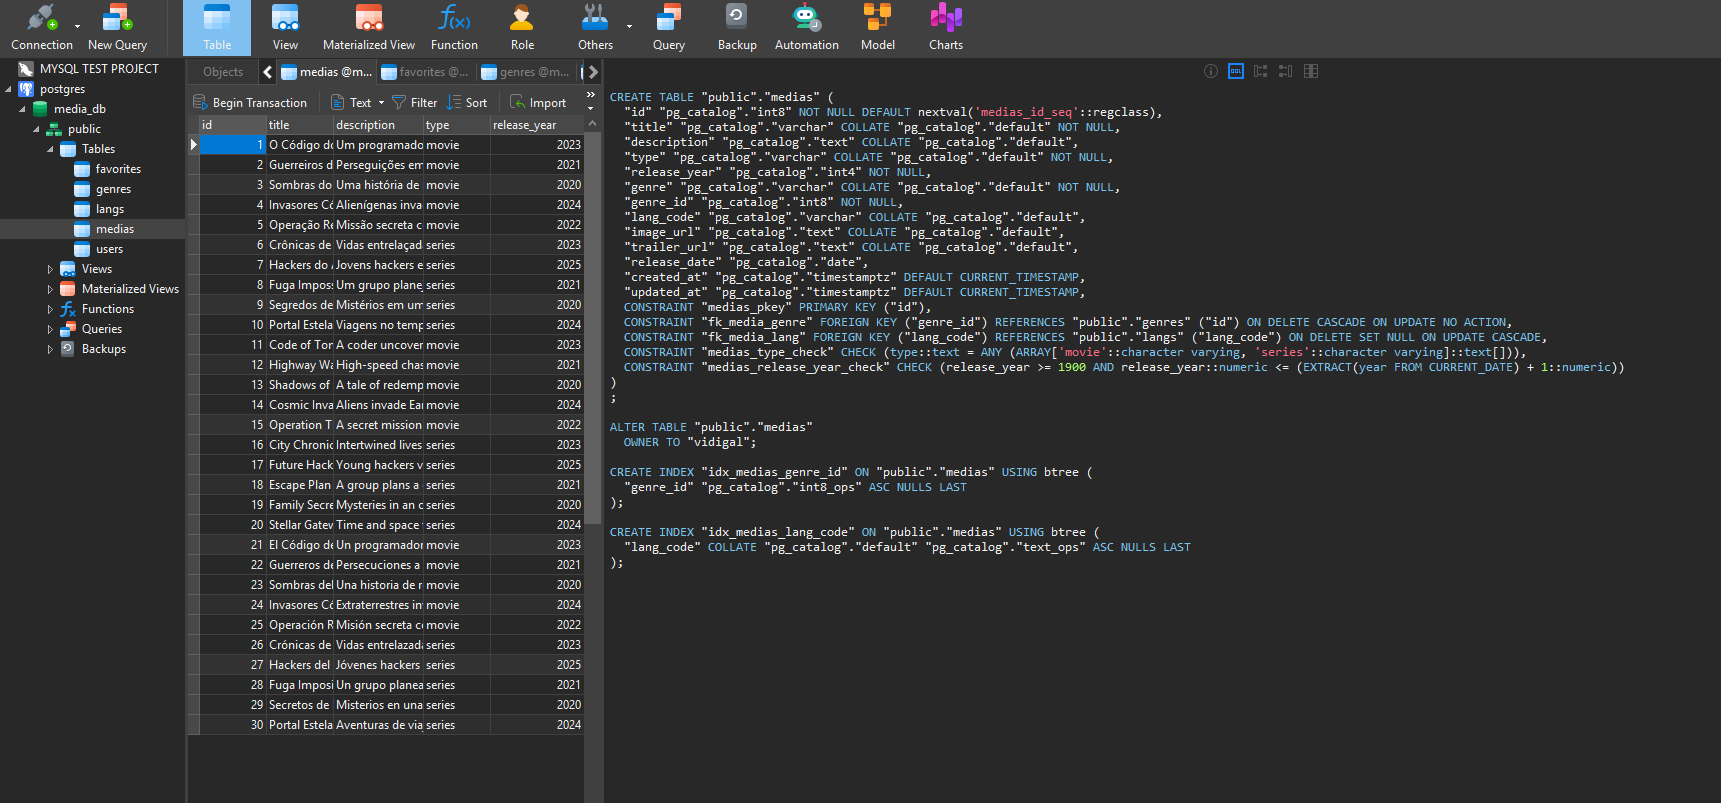 Connection New Query Table View Materialized View Function Role Others Query Backup Automation Model Charts
MYSQL TEST PROJECT
postgres
media_db
public
Tables
favorites
genres
langs
medias
users
Views
Materialized Views
Functions
Queries
Backups
Objects medias @m... favorites @... genres @m...
Begin Transaction Text Filter Sort Import
id title description type release_year
1 O Código do Um programado movie 2023
2 Guerreiros d Perseguições em movie 2021
3 Sombras do Uma história de movie 2020
4 Invasores Có Alienígenas inva movie 2024
5 Operação Re Missão secreta c movie 2022
6 Crônicas de Vidas entrelaçad series 2023
7 Hackers do A Jovens hackers e series 2025
8 Fuga Imposs Um grupo plane series 2021
9 Segredos de Mistérios em um series 2020
10 Portal Estela Viagens no temp series 2024
11 Code of Tom A coder uncover movie 2023
12 Highway Wa High-speed chas movie 2021
13 Shadows of A tale of redemp movie 2020
14 Cosmic Inva Aliens invade Ear movie 2024
15 Operation T A secret mission movie 2022
16 City Chronic Intertwined lives series 2023
17 Future Hack Young hackers v series 2025
18 Escape Plan A group plans a series 2021
19 Family Secre Mysteries in an o series 2020
20 Stellar Gatew Time and space series 2024
21 El Código de Un programador movie 2023
22 Guerreros de Persecuciones a movie 2021
23 Sombras del Una historia de r movie 2020
24 Invasores Có Extraterrestres in movie 2024
25 Operación R Misión secreta co movie 2022
26 Crónicas de Vidas entrelazada series 2023
27 Hackers del Jóvenes hackers series 2025
28 Fuga Imposi Un grupo planea series 2021
29 Secretos de Misterios en una series 2020
30 Portal Estela Aventuras de via series 2024
DDL
CREATE TABLE "public"."medias" (
"id" "pg_catalog"."int8" NOT NULL DEFAULT nextval('medias_id_seq'::regclass),
"title" "pg_catalog"."varchar" COLLATE "pg_catalog"."default" NOT NULL,
"description" "pg_catalog"."text" COLLATE "pg_catalog"."default",
"type" "pg_catalog"."varchar" COLLATE "pg_catalog"."default" NOT NULL,
"release_year" "pg_catalog"."int4" NOT NULL,
"genre" "pg_catalog"."varchar" COLLATE "pg_catalog"."default" NOT NULL,
"genre_id" "pg_catalog"."int8" NOT NULL,
"lang_code" "pg_catalog"."varchar" COLLATE "pg_catalog"."default",
"image_url" "pg_catalog"."text" COLLATE "pg_catalog"."default",
"trailer_url" "pg_catalog"."text" COLLATE "pg_catalog"."default",
"release_date" "pg_catalog"."date",
"created_at" "pg_catalog"."timestamptz" DEFAULT CURRENT_TIMESTAMP,
"updated_at" "pg_catalog"."timestamptz" DEFAULT CURRENT_TIMESTAMP,
CONSTRAINT "medias_pkey" PRIMARY KEY ("id"),
CONSTRAINT "fk_media_genre" FOREIGN KEY ("genre_id") REFERENCES "public"."genres" ("id") ON DELETE CASCADE ON UPDATE NO ACTION,
CONSTRAINT "fk_media_lang" FOREIGN KEY ("lang_code") REFERENCES "public"."langs" ("lang_code") ON DELETE SET NULL ON UPDATE CASCADE,
CONSTRAINT "medias_type_check" CHECK (type::text = ANY (ARRAY['movie'::character varying, 'series'::character varying]::text[])),
CONSTRAINT "medias_release_year_check" CHECK (release_year >= 1900 AND release_year::numeric <= (EXTRACT(year FROM CURRENT_DATE) + 1::numeric))
)
;
ALTER TABLE "public"."medias"
OWNER TO "vidigal";
CREATE INDEX "idx_medias_genre_id" ON "public"."medias" USING btree (
"genre_id" "pg_catalog"."int8_ops" ASC NULLS LAST
);
CREATE INDEX "idx_medias_lang_code" ON "public"."medias" USING btree (
"lang_code" COLLATE "pg_catalog"."default" "pg_catalog"."text_ops" ASC NULLS LAST
);